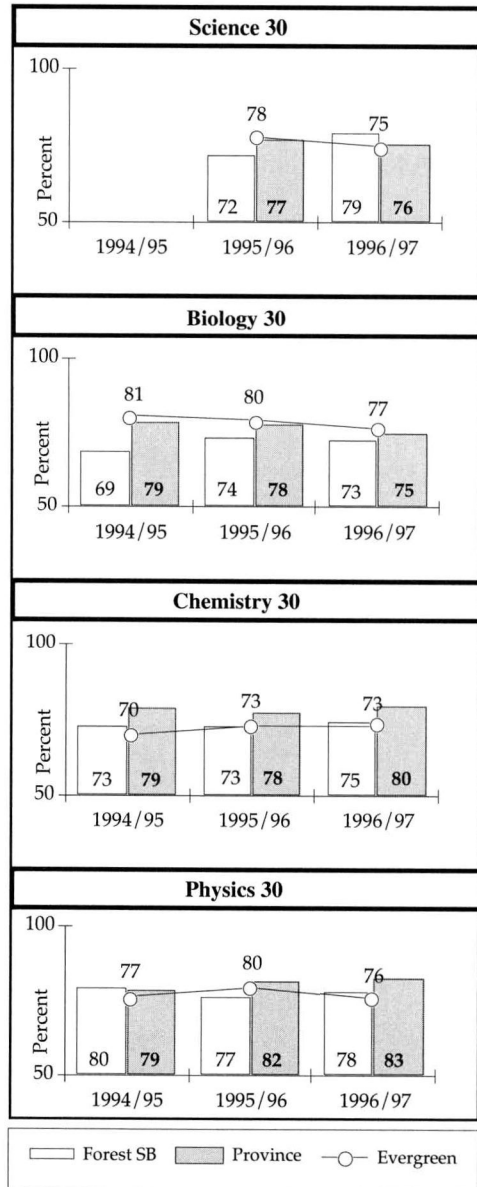 Science 30
100
78
75
Percent
72 77 79 76
50
1994/95 1995/96 1996/97
Biology 30
100
81
80
77
Percent
69 79 74 78 73 75
50
1994/95 1995/96 1996/97
Chemistry 30
100
70 73 73
Percent
73 79 73 78 75 80
50
1994/95 1995/96 1996/97
Physics 30
100
77 80 76
Percent
80 79 77 82 78 83
50
1994/95 1995/96 1996/97
Forest SB Province Evergreen